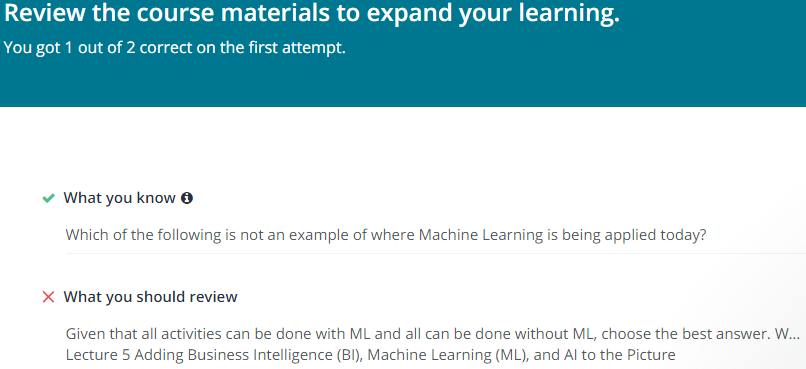 Review the course materials to expand your learning.
You got 1 out of 2 correct on the first attempt.
What you know
Which of the following is not an example of where Machine Learning is being applied today?
What you should review
Given that all activities can be done with ML and all can be done without ML, choose the best answer. W...
Lecture 5 Adding Business Intelligence (BI), Machine Learning (ML), and AI to the Picture